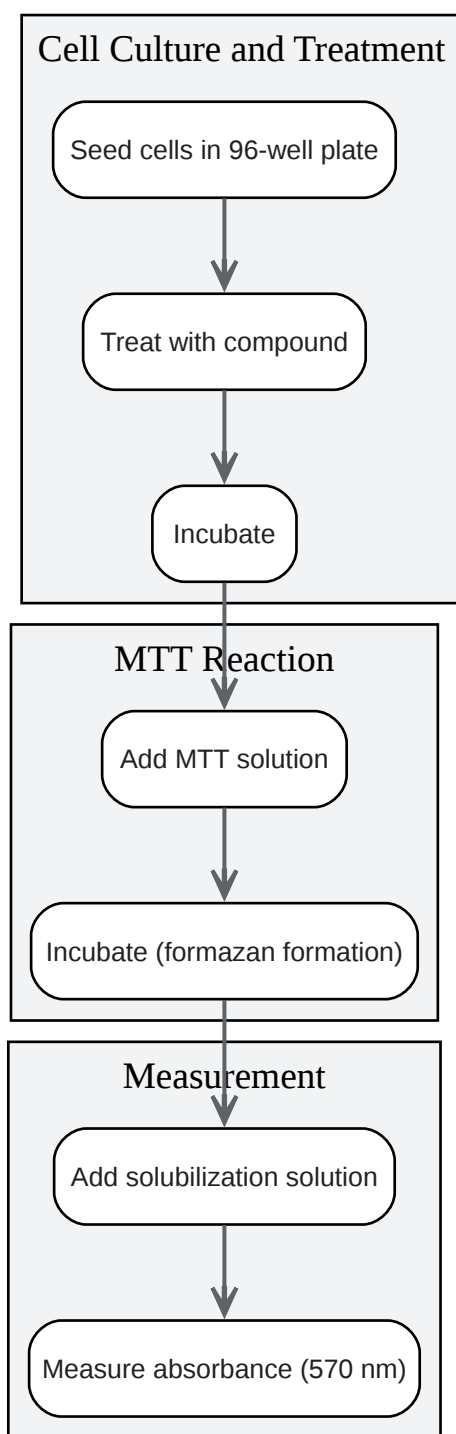 Cell Culture and Treatment
Seed cells in 96-well plate
Treat with compound
Incubate
MTT Reaction
Add MTT solution
Incubate (formazan formation)
Measurement
Add solubilization solution
Measure absorbance (570 nm)